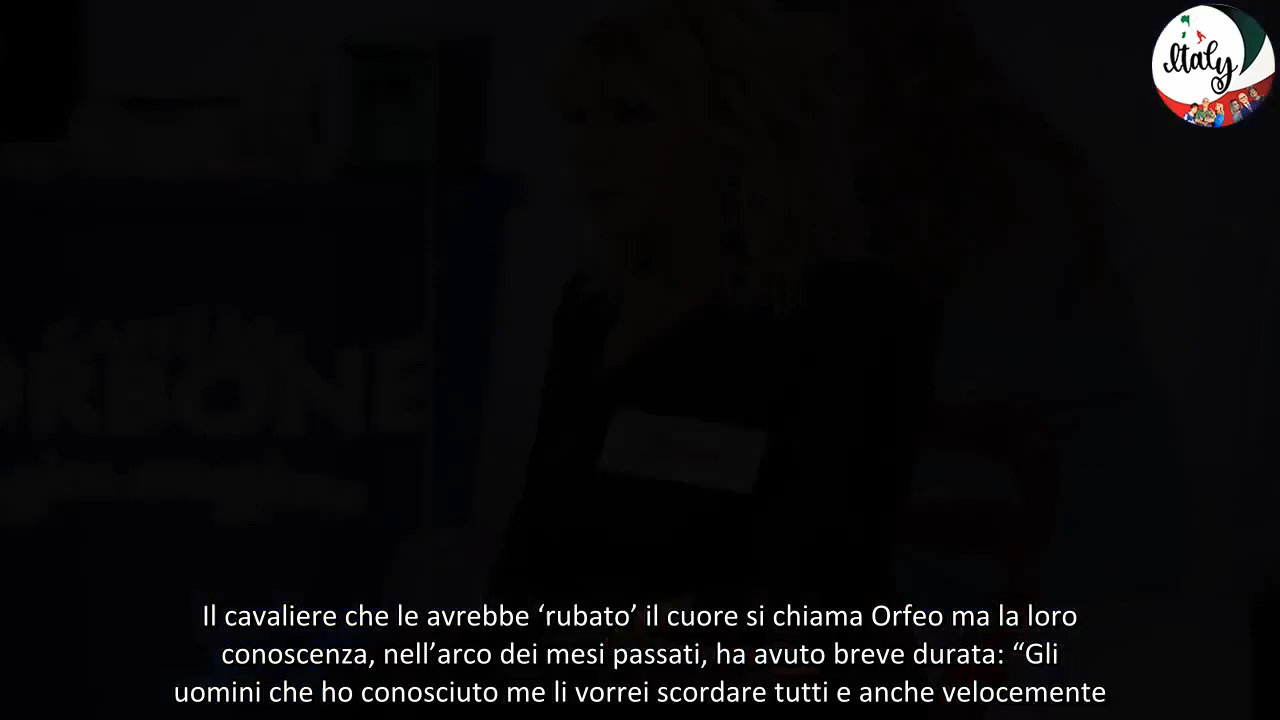 Italy
ORBONE
Il cavaliere che le avrebbe ‘rubato’ il cuore si chiama Orfeo ma la loro
conoscenza, nell’arco dei mesi passati, ha avuto breve durata: “Gli
uomini che ho conosciuto me li vorrei scordare tutti e anche velocemente